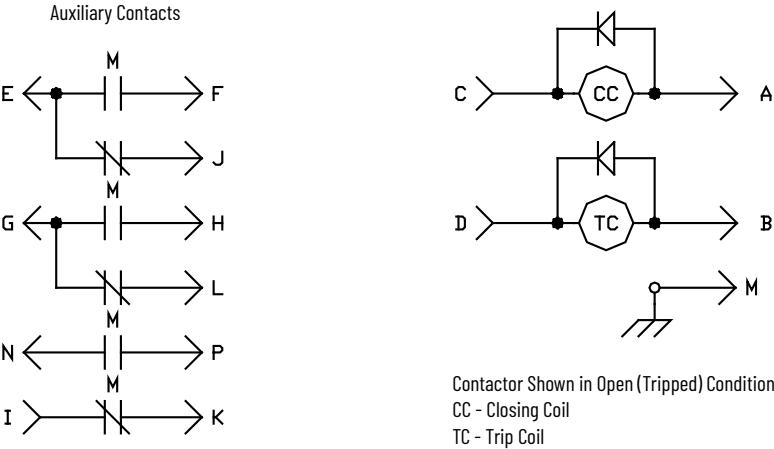 Auxiliary Contacts
M
E F
J
M
G H
L
M
N P
M
I K
C CC A
D TC B
M
Contactor Shown in Open (Tripped) Condition
CC - Closing Coil
TC - Trip Coil